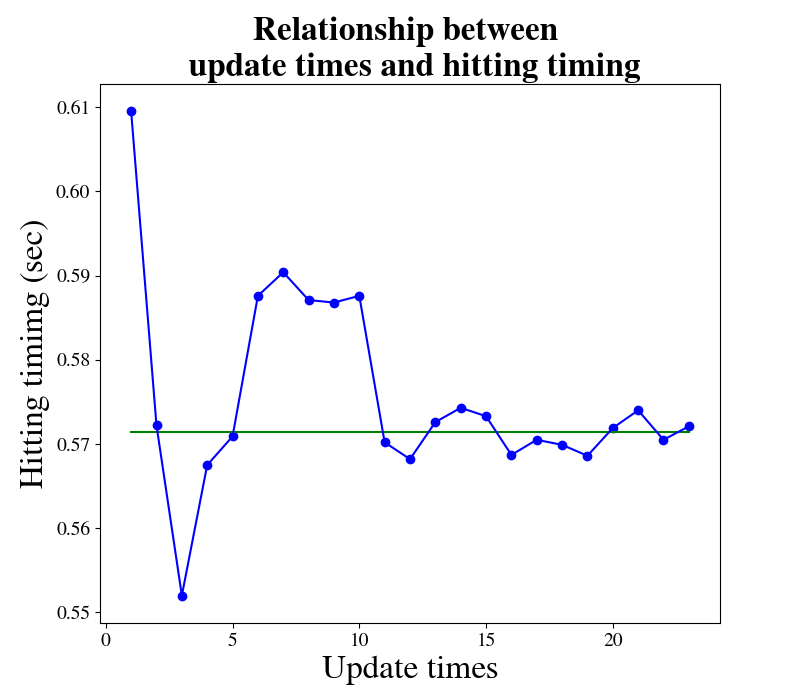 Relationship between
update times and hitting timing
0.61
0.60
0.59
0.58
0.57
0.56
0.55
Hitting timimg (sec)
0 5 10 15 20
Update times